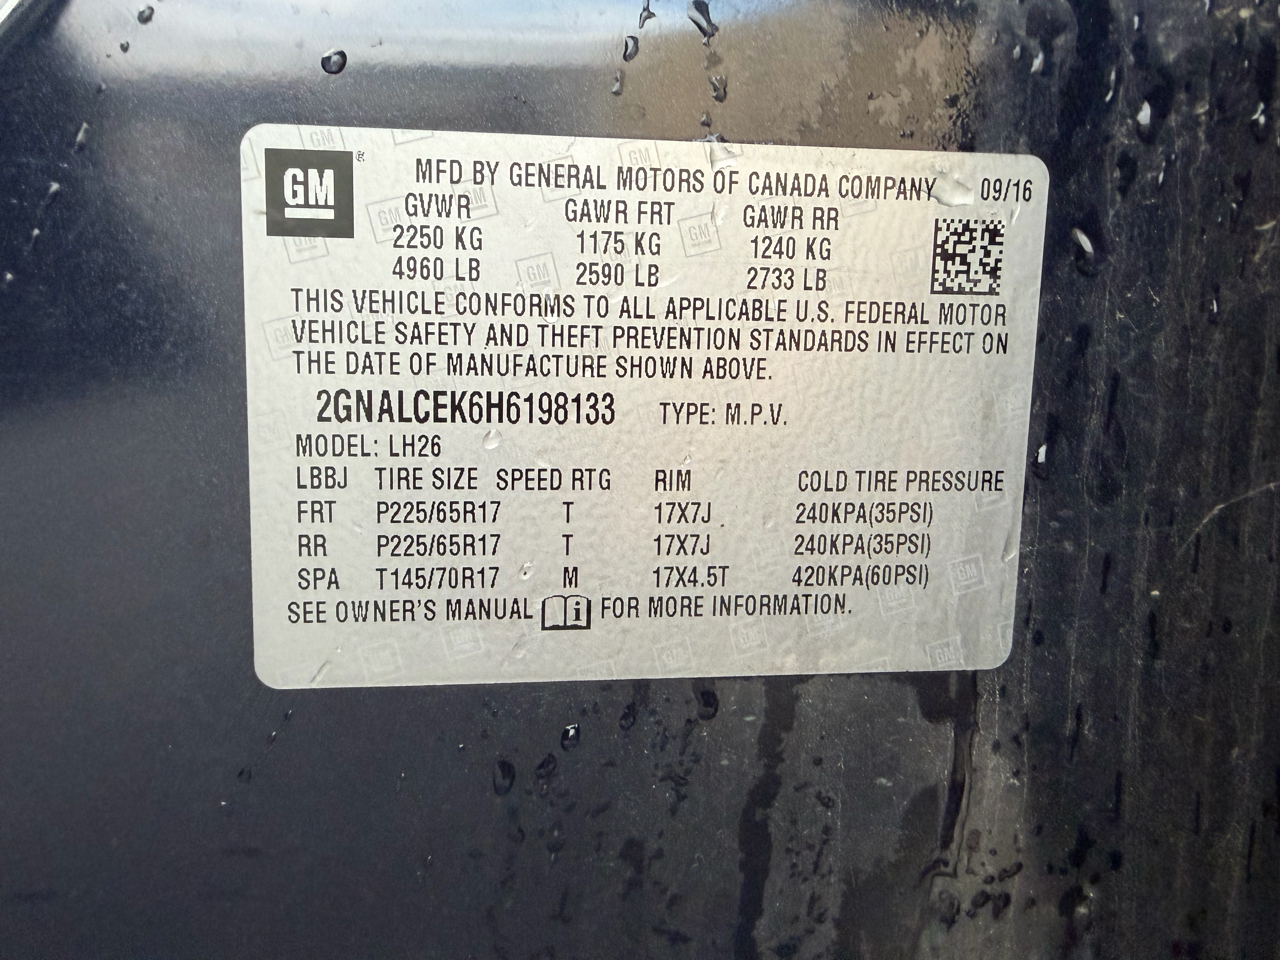 GM
MFD BY GENERAL MOTORS OF CANADA COMPANY 09/16
GVWR GAWR FRT GAWR RR
2250 KG 1175 KG 1240 KG
4960 LB 2590 LB 2733 LB
THIS VEHICLE CONFORMS TO ALL APPLICABLE U.S. FEDERAL MOTOR
VEHICLE SAFETY AND THEFT PREVENTION STANDARDS IN EFFECT ON
THE DATE OF MANUFACTURE SHOWN ABOVE.
2GNALCEK6H6198133 TYPE: M.P.V.
MODEL: LH26
LBBJ TIRE SIZE SPEED RTG RIM COLD TIRE PRESSURE
FRT P225/65R17 T 17X7J 240KPA(35PSI)
RR P225/65R17 T 17X7J 240KPA(35PSI)
SPA T145/70R17 M 17X4.5T 420KPA(60PSI)
SEE OWNER'S MANUAL i FOR MORE INFORMATION.